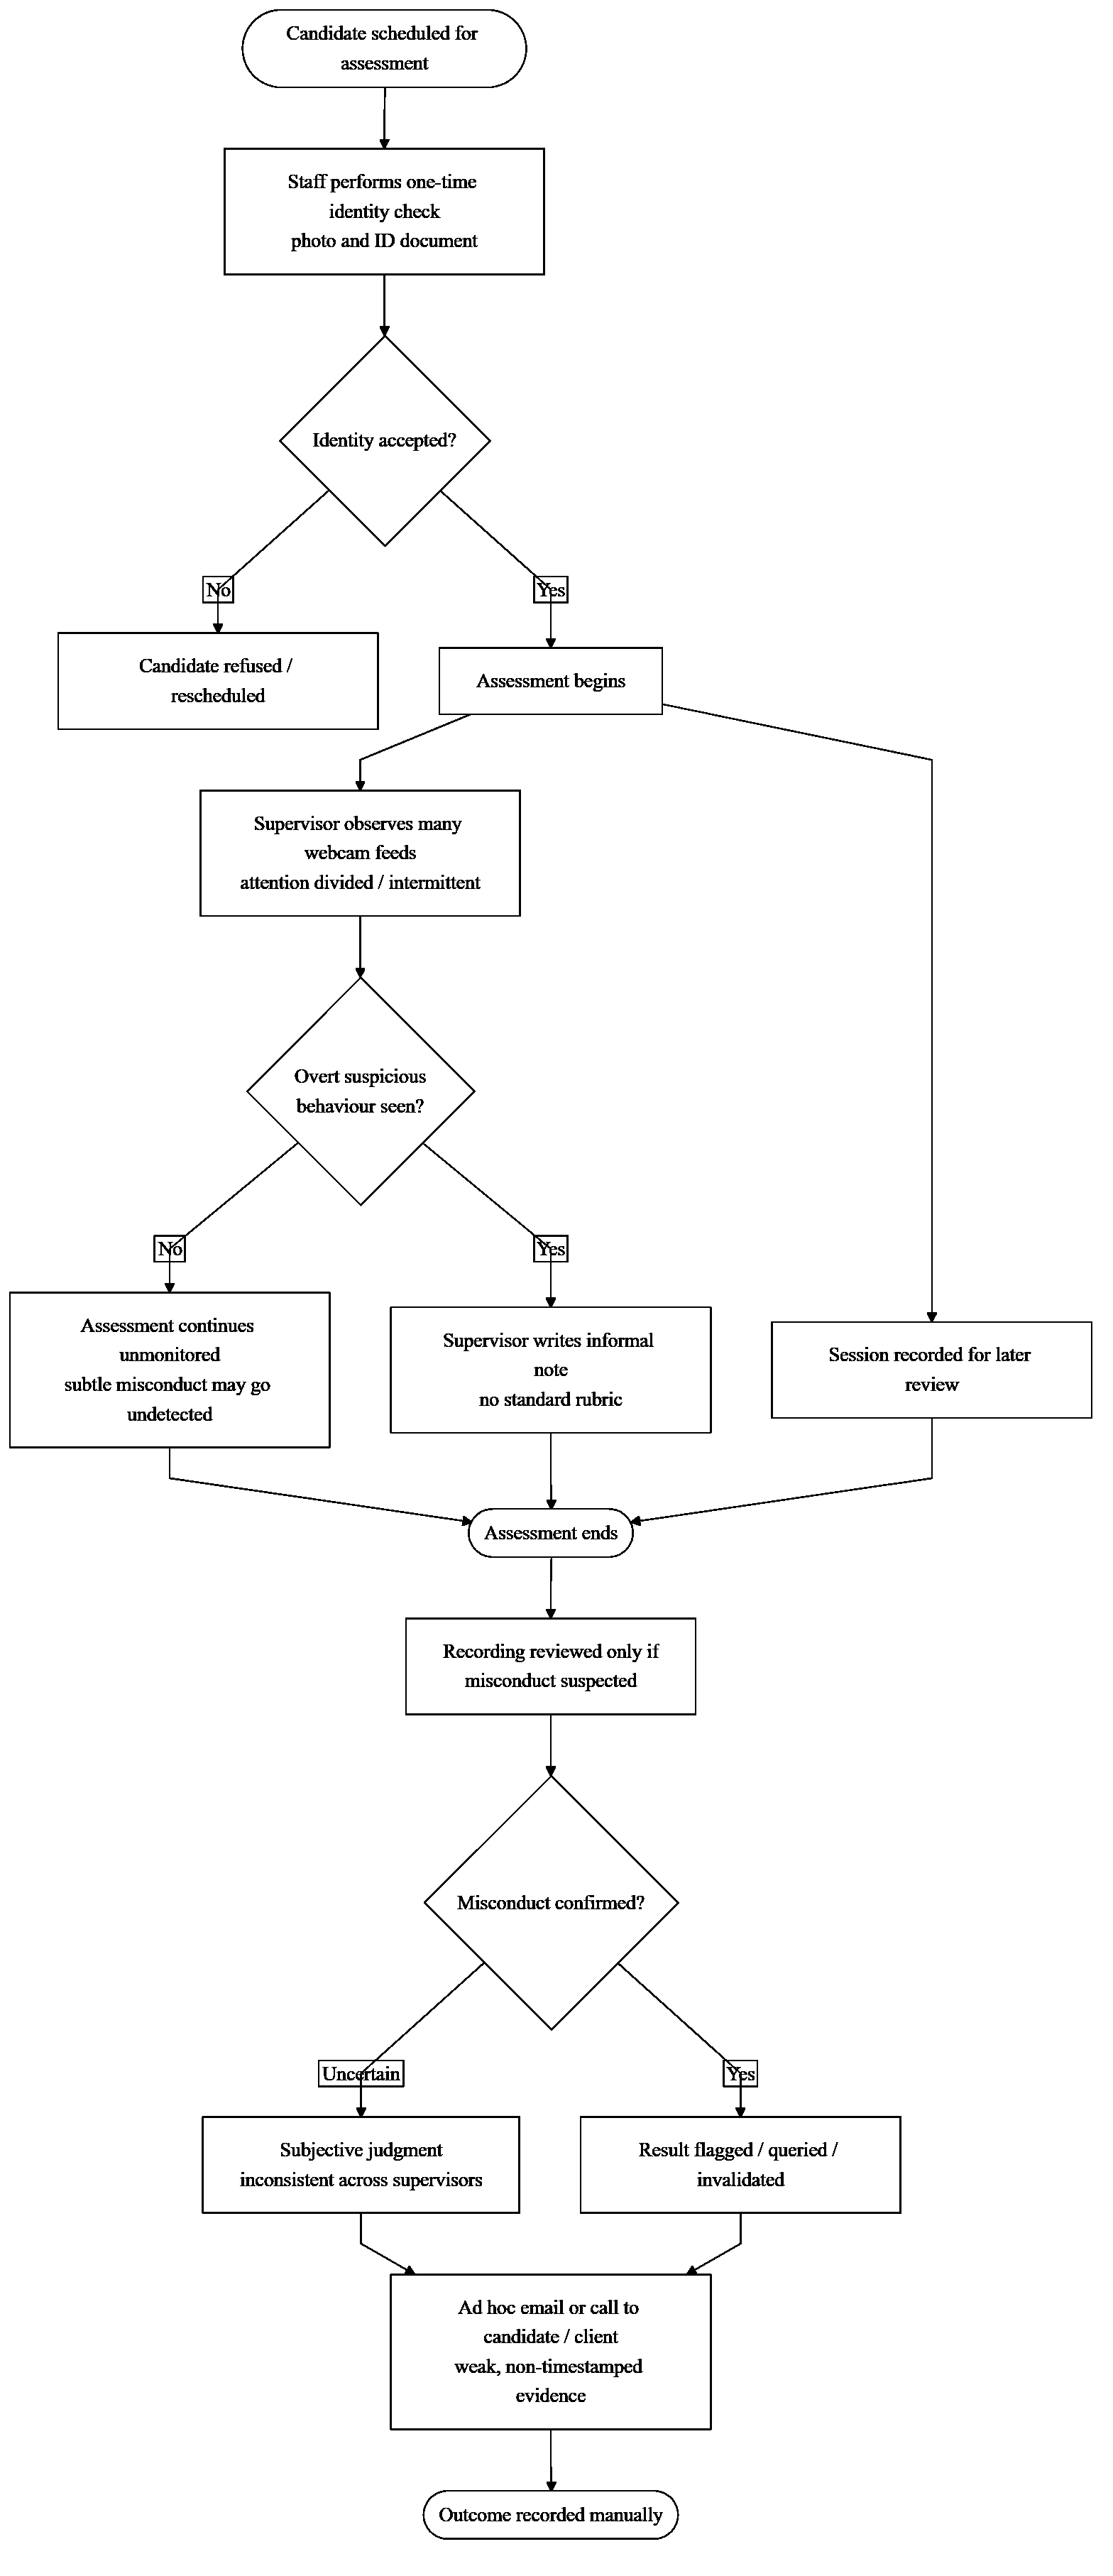 Candidate scheduled for
assessment
Staff performs one-time
identity check
photo and ID document
Identity accepted?
No
Yes
Candidate refused /
rescheduled
Assessment begins
Supervisor observes many
webcam feeds
attention divided / intermittent
Overt suspicious
behaviour seen?
No
Yes
Assessment continues
unmonitored
subtle misconduct may go
undetected
Supervisor writes informal
note
no standard rubric
Session recorded for later
review
Assessment ends
Recording reviewed only if
misconduct suspected
Misconduct confirmed?
Uncertain
Yes
Subjective judgment
inconsistent across supervisors
Result flagged / queried /
invalidated
Ad hoc email or call to
candidate / client
weak, non-timestamped
evidence
Outcome recorded manually